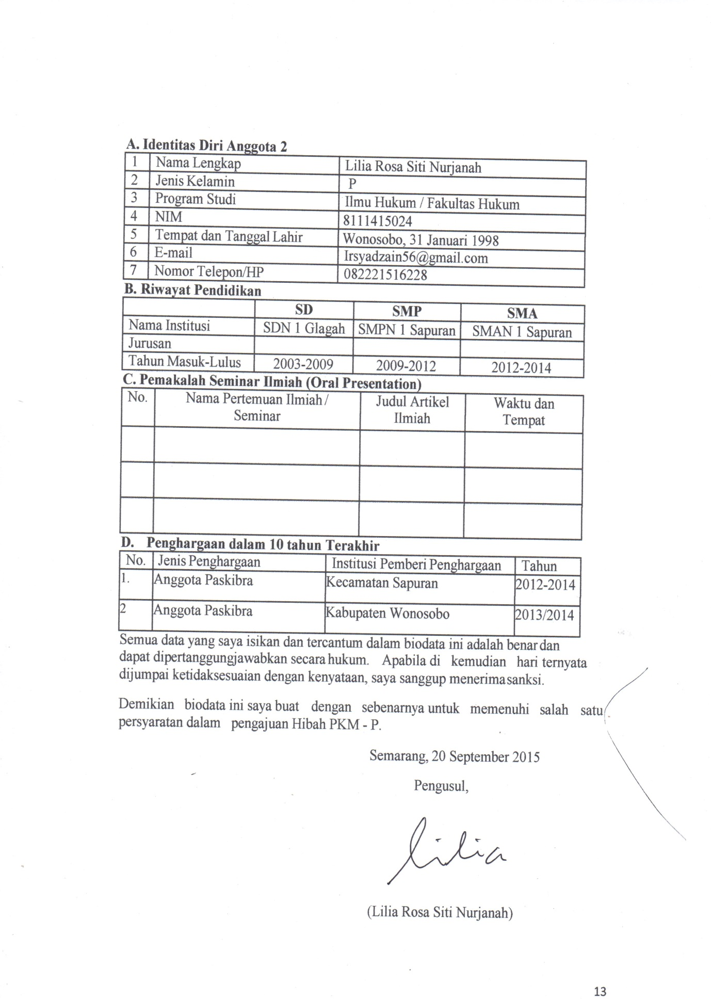 A. Identitas Diri Anggota 2
1 Nama Lengkap Lilia Rosa Siti Nurjanah
2 Jenis Kelamin P
3 Program Studi Ilmu Hukum / Fakultas Hukum
4 NIM 8111415024
5 Tempat dan Tanggal Lahir Wonosobo, 31 Januari 1998
6 E-mail Irsyadzain56@gmail.com
7 Nomor Telepon/HP 082221516228
B. Riwayat Pendidikan
SD SMP SMA
Nama Institusi SDN 1 Glagah SMPN 1 Sapuran SMAN 1 Sapuran
Jurusan
Tahun Masuk-Lulus 2003-2009 2009-2012 2012-2014
C. Pemakalah Seminar Ilmiah (Oral Presentation)
No. Nama Pertemuan Ilmiah / Judul Artikel Waktu dan
Seminar Ilmiah Tempat
D. Penghargaan dalam 10 tahun Terakhir
No. Jenis Penghargaan Institusi Pemberi Penghargaan Tahun
1. Anggota Paskibra Kecamatan Sapuran 2012-2014
2 Anggota Paskibra Kabupaten Wonosobo 2013/2014
Semua data yang saya isikan dan tercantum dalam biodata ini adalah benar dan
dapat dipertanggungjawabkan secara hukum. Apabila di kemudian hari ternyata
dijumpai ketidaksesuaian dengan kenyataan, saya sanggup menerima sanksi.
Demikian biodata ini saya buat dengan sebenarnya untuk memenuhi salah satu
persyaratan dalam pengajuan Hibah PKM - P.
Semarang, 20 September 2015
Pengusul,
Lilia
(Lilia Rosa Siti Nurjanah)
13